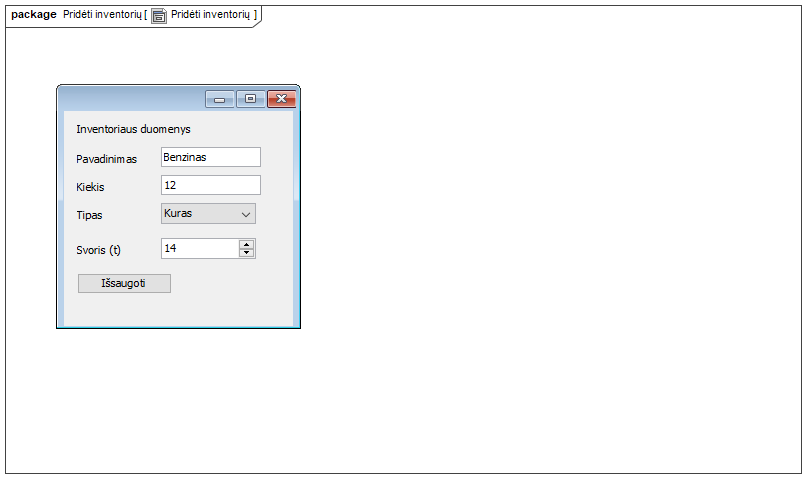 package Pridėti inventorių [ Pridėti inventorių ]
Inventoriaus duomenys
Pavadinimas Benzinas
Kiekis 12
Tipas Kuras
Svoris (t) 14
Išsaugoti